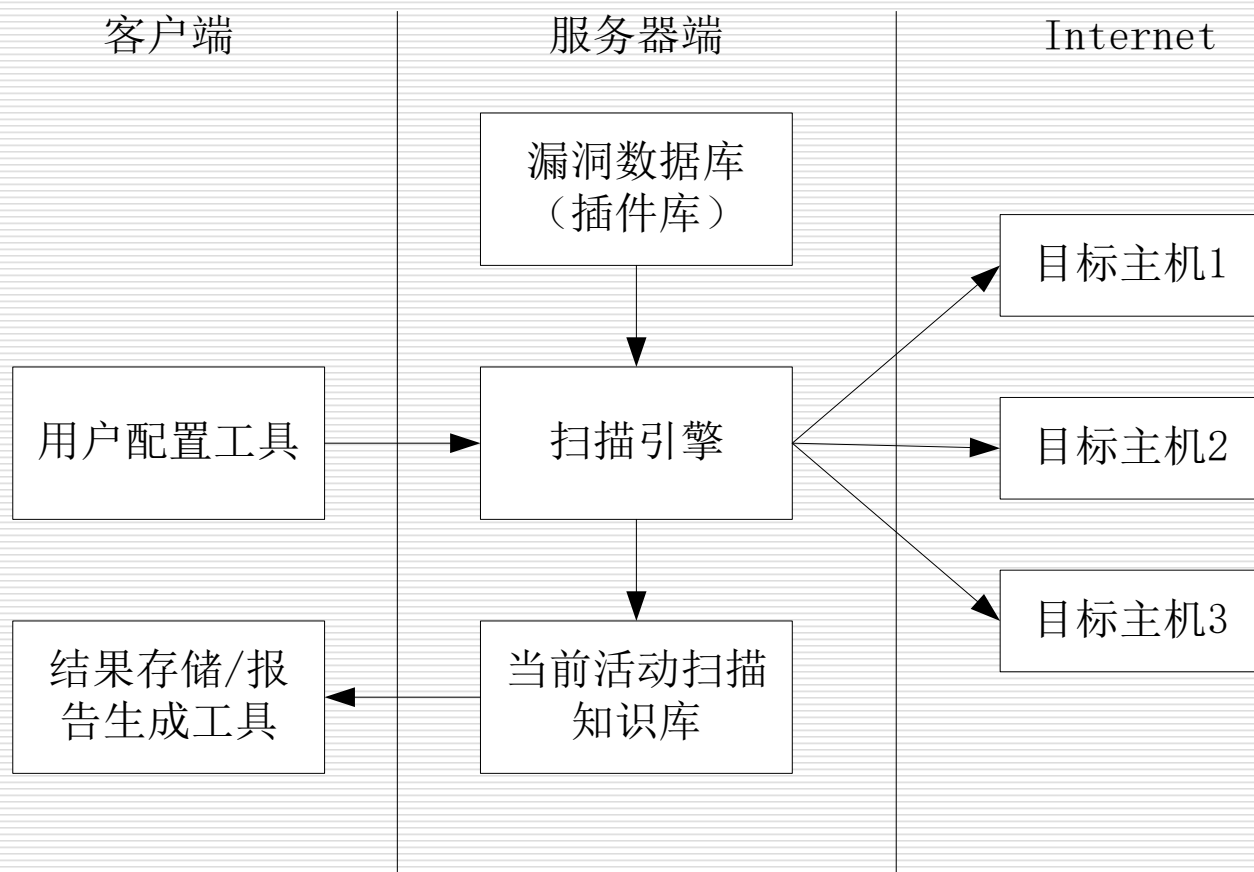 客户端
服务器端
Internet
漏洞数据库
（插件库）
目标主机1
用户配置工具
扫描引擎
目标主机2
目标主机3
结果存储/报
告生成工具
当前活动扫描
知识库